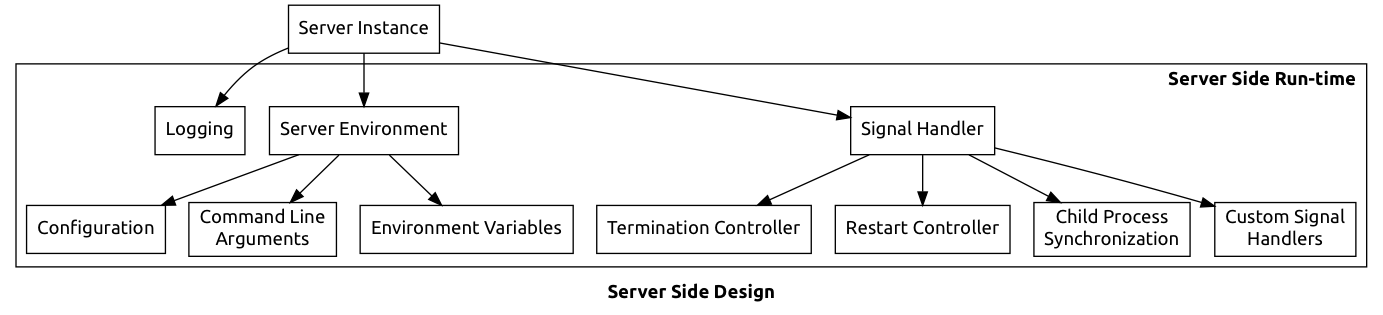 Server Instance
Server Side Run-time
Logging
Server Environment
Signal Handler
Configuration
Command Line
Arguments
Environment Variables
Termination Controller
Restart Controller
Child Process
Synchronization
Custom Signal
Handlers
Server Side Design